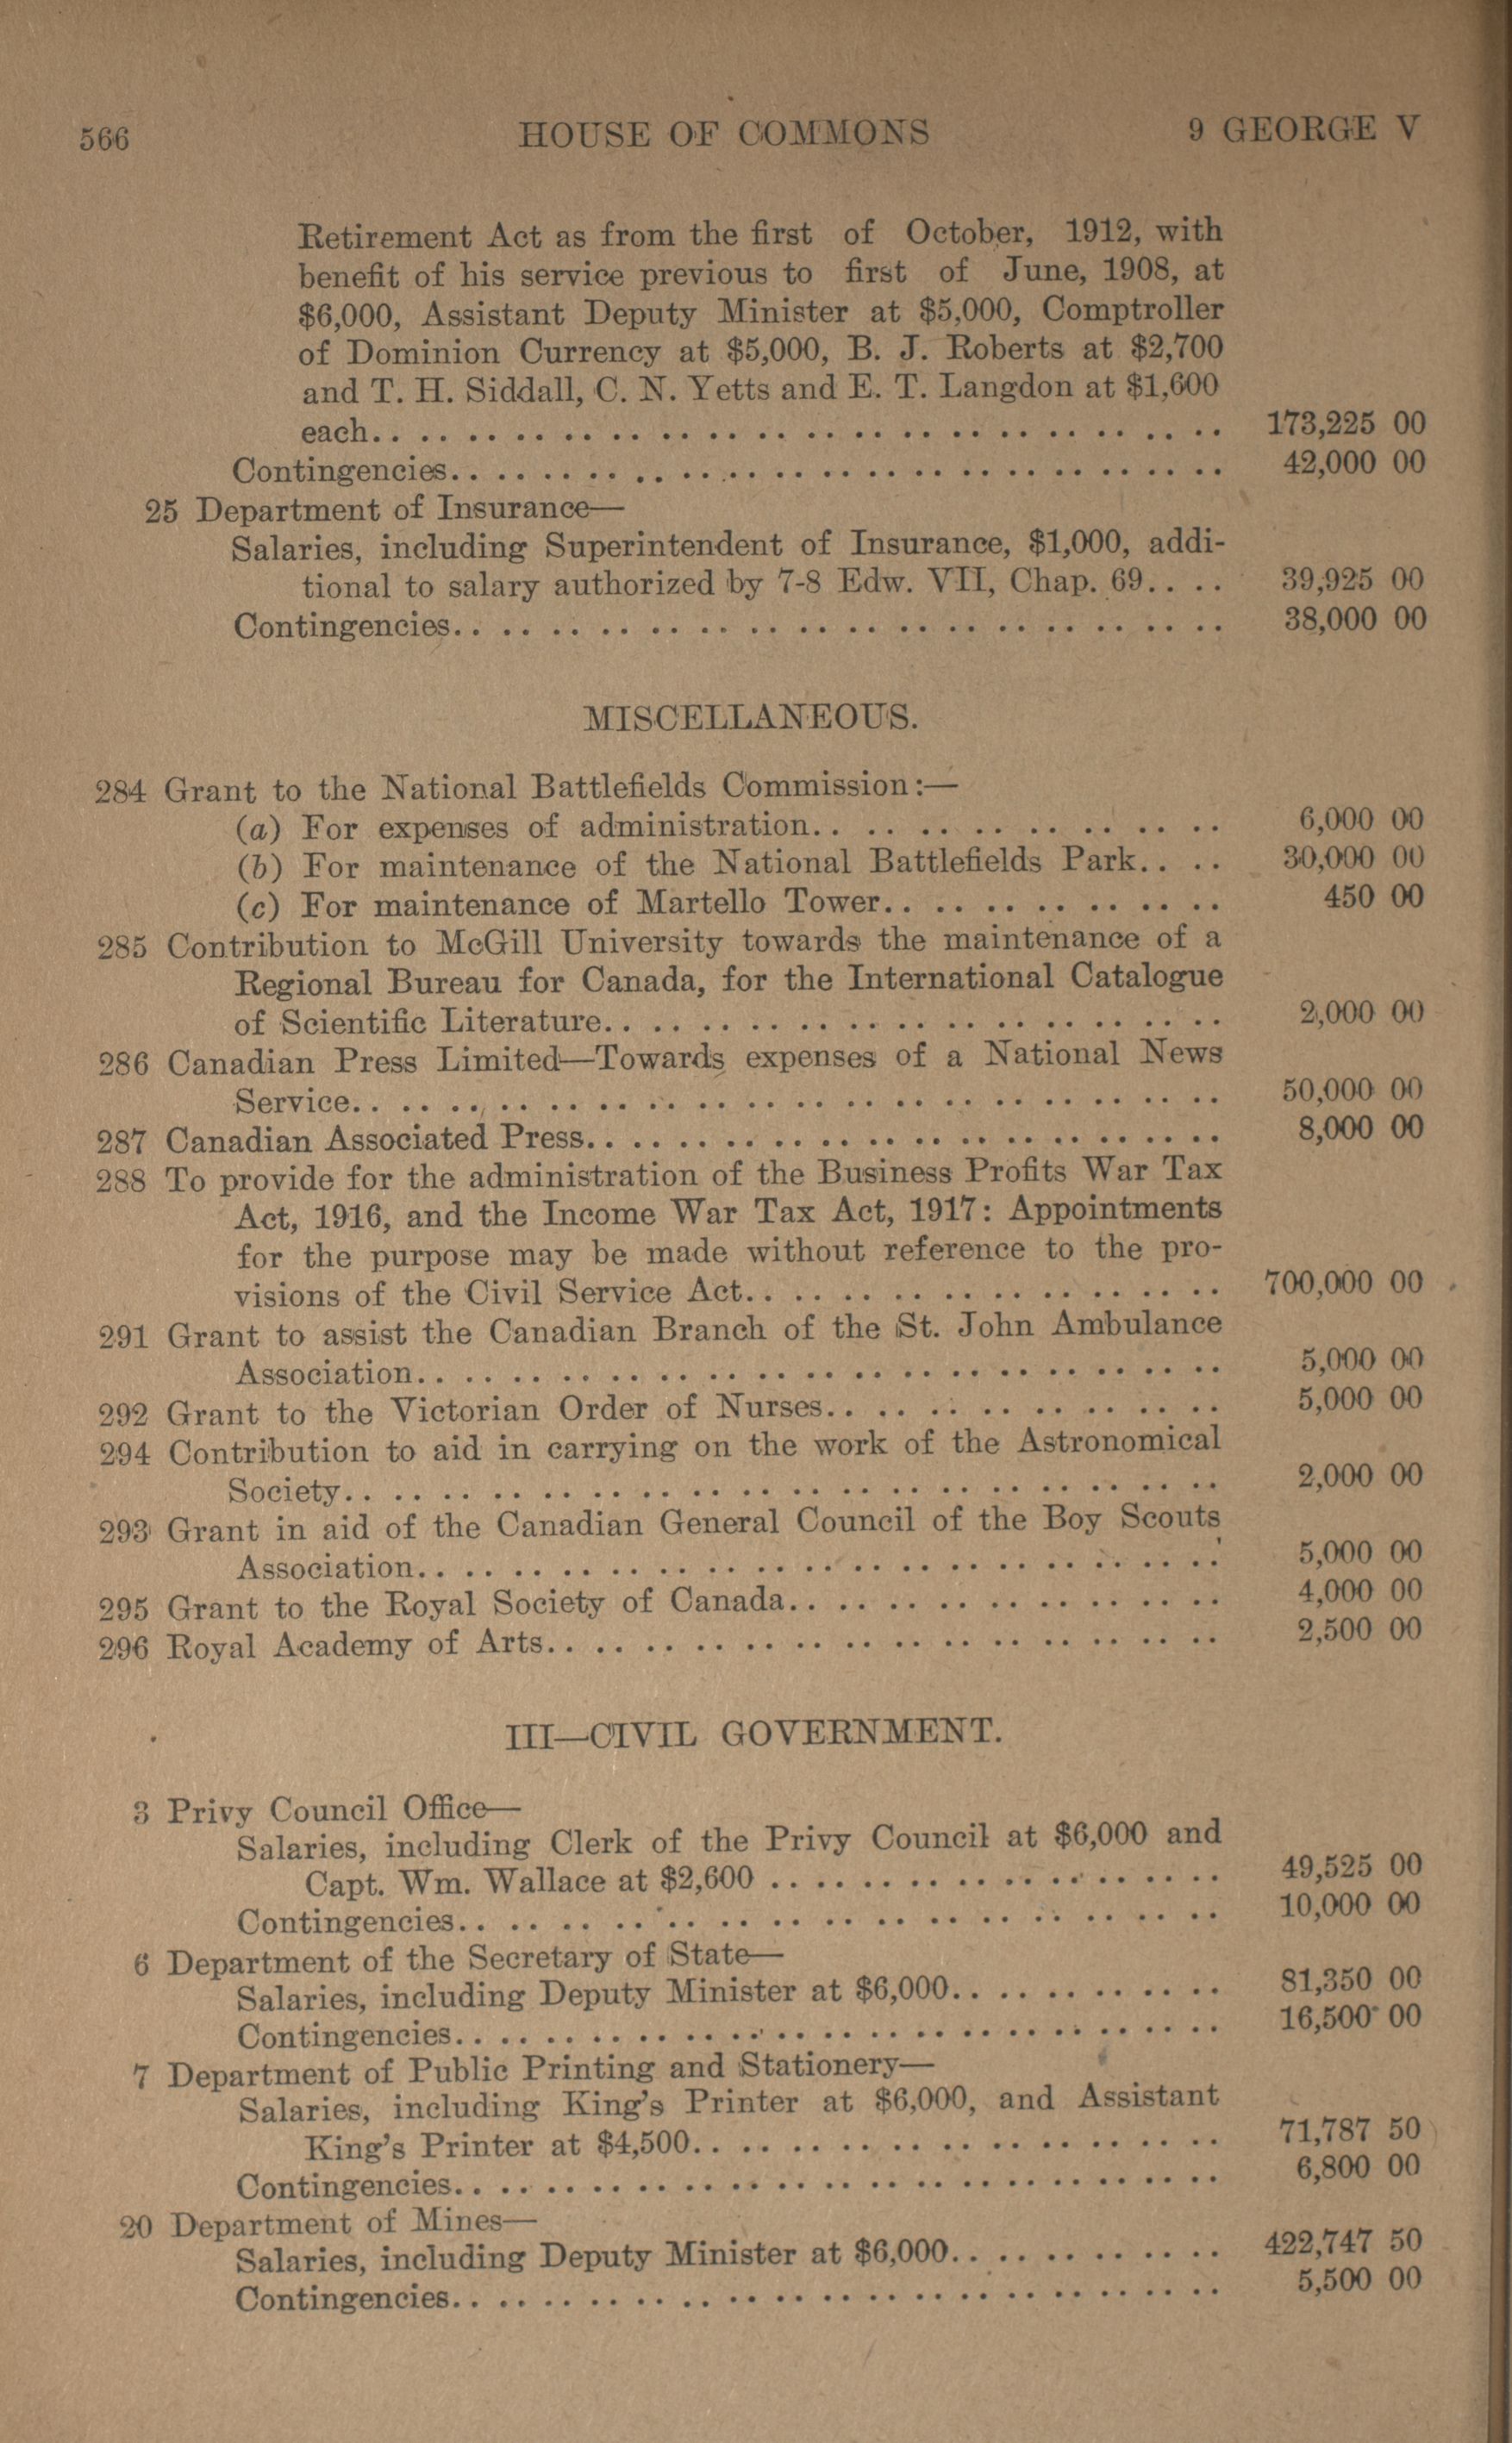 566 HOUSE OF COMMONS 9 GEORGE V
Retirement Act as from the first of October, 1912, with
benefit of his service previous to first of June, 1908, at
$6,000, Assistant Deputy Minister at $5,000, Comptroller
of Dominion Currency at $5,000, B. J. Roberts at $2,700
and T. H. Siddall, C. N. Yetts and E. T. Langdon at $1,600
each.. .. .. .. .. .. .. .. .. .. .. .. .. .. .. .. .. .. 173,225 00
Contingencies.. .. .. .. .. .. .. .. .. .. .. .. .. .. .. .. .. 42,000 00
25 Department of Insurance—
Salaries, including Superintendent of Insurance, $1,000, addi-
tional to salary authorized by 7-8 Edw. VII, Chap. 69.. .. 39,925 00
Contingencies.. .. .. .. .. .. .. .. .. .. .. .. .. .. .. .. 38,000 00
MISCELLANEOUS.
284 Grant to the National Battlefields Commission:—
(a) For expenses of administration.. .. .. .. .. .. .. .. 6,000 00
(b) For maintenance of the National Battlefields Park.. .. 30,000 00
(c) For maintenance of Martello Tower.. .. .. .. .. .. .. 450 00
285 Contribution to McGill University towards the maintenance of a
Regional Bureau for Canada, for the International Catalogue
of Scientific Literature.. .. .. .. .. .. .. .. .. .. .. .. .. 2,000 00
286 Canadian Press Limited—Towards expenses of a National News
Service.. .. .. .. .. .. .. .. .. .. .. .. .. .. .. .. .. .. 50,000 00
287 Canadian Associated Press.. .. .. .. .. .. .. .. .. .. .. .. .. .. 8,000 00
288 To provide for the administration of the Business Profits War Tax
Act, 1916, and the Income War Tax Act, 1917: Appointments
for the purpose may be made without reference to the pro-
visions of the Civil Service Act.. .. .. .. .. .. .. .. .. .. 700,000 00
291 Grant to assist the Canadian Branch of the St. John Ambulance
Association.. .. .. .. .. .. .. .. .. .. .. .. .. .. .. .. .. 5,000 00
292 Grant to the Victorian Order of Nurses.. .. .. .. .. .. .. .. 5,000 00
294 Contribution to aid in carrying on the work of the Astronomical
Society.. .. .. .. .. .. .. .. .. .. .. .. .. .. .. .. .. .. 2,000 00
293 Grant in aid of the Canadian General Council of the Boy Scouts
Association.. .. .. .. .. .. .. .. .. .. .. .. .. .. .. .. .. 5,000 00
295 Grant to the Royal Society of Canada.. .. .. .. .. .. .. .. .. 4,000 00
296 Royal Academy of Arts.. .. .. .. .. .. .. .. .. .. .. .. .. .. 2,500 00
III—CIVIL GOVERNMENT.
3 Privy Council Office—
Salaries, including Clerk of the Privy Council at $6,000 and
Capt. Wm. Wallace at $2,600 .. .. .. .. .. .. .. .. .. .. 49,525 00
Contingencies.. .. .. .. .. .. .. .. .. .. .. .. .. .. .. .. 10,000 00
6 Department of the Secretary of State—
Salaries, including Deputy Minister at $6,000.. .. .. .. .. .. 81,350 00
Contingencies.. .. .. .. .. .. .. .. .. .. .. .. .. .. .. .. .. 16,500 00
7 Department of Public Printing and Stationery—
Salaries, including King's Printer at $6,000, and Assistant
King's Printer at $4,500.. .. .. .. .. .. .. .. .. .. .. 71,787 50
Contingencies.. .. .. .. .. .. .. .. .. .. .. .. .. .. .. .. .. 6,800 00
20 Department of Mines—
Salaries, including Deputy Minister at $6,000.. .. .. .. .. .. 422,747 50
Contingencies.. .. .. .. .. .. .. .. .. .. .. .. .. .. .. .. .. 5,500 00